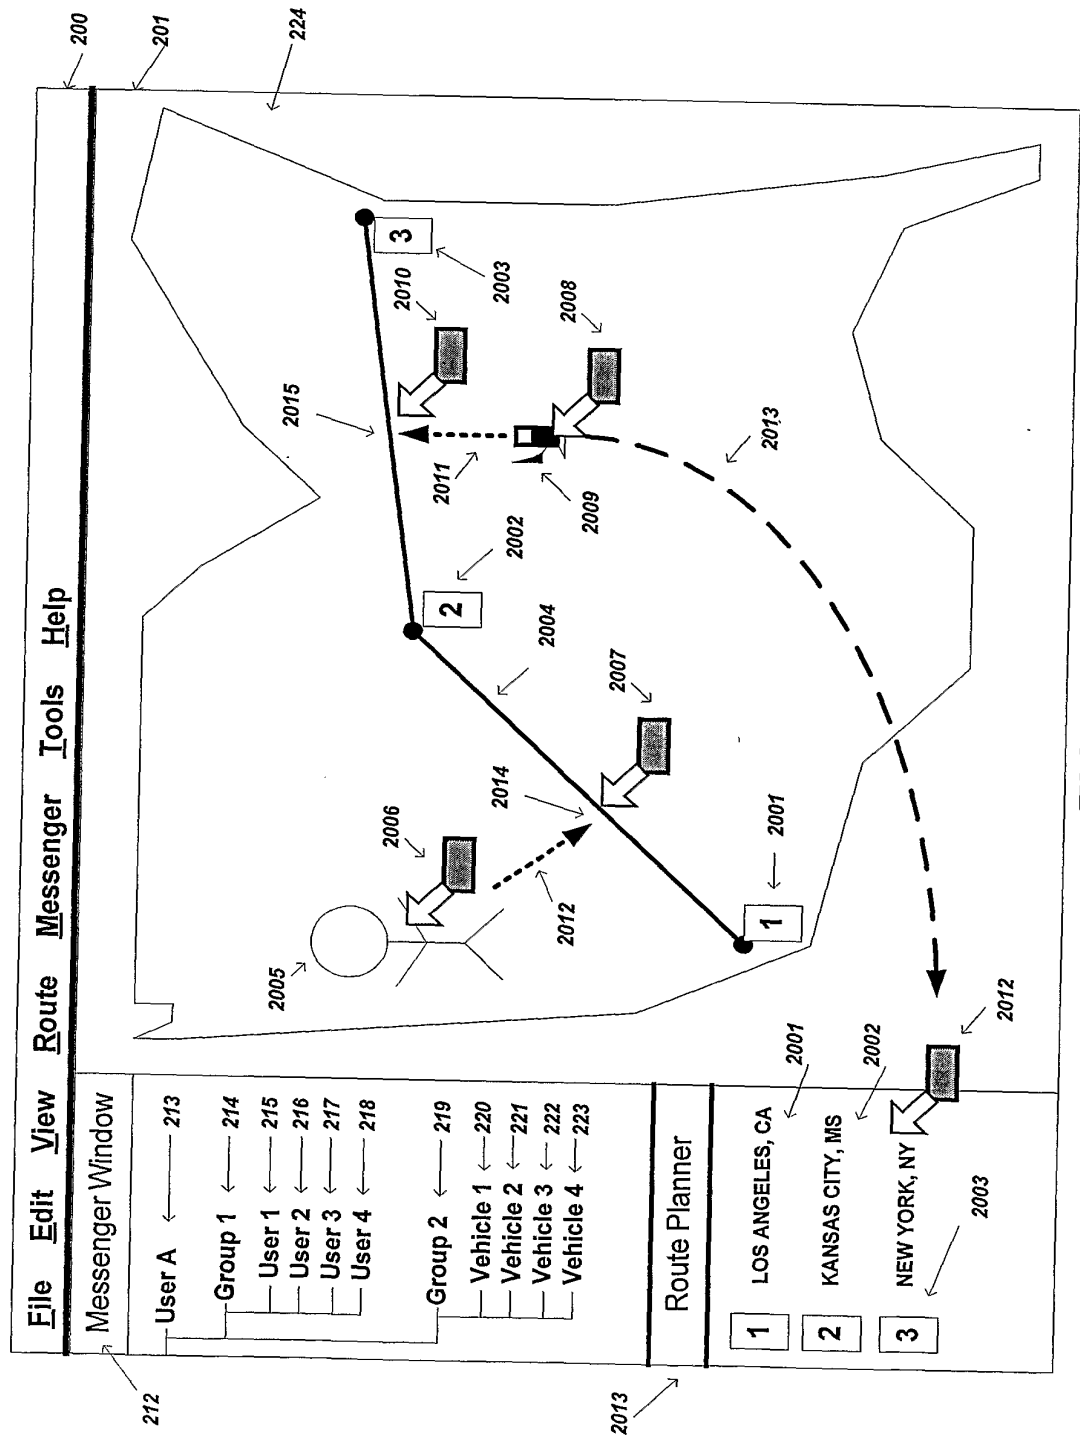 200
201
224
File Edit View Route Messenger Tools Help
212
Messenger Window
User A 213
Group 1 214
User 1 215
User 2 216
User 3 217
User 4 218
Group 2 219
Vehicle 1 220
Vehicle 2 221
Vehicle 3 222
Vehicle 4 223
2013
Route Planner
1 LOS ANGELES, CA 2001
2 KANSAS CITY, MS 2002
3 NEW YORK, NY 2003
2012
2005
2006
2012
2014
2007
1
2001
2004
2
2002
2015
2011
2009
2010
2008
3
2003
2013